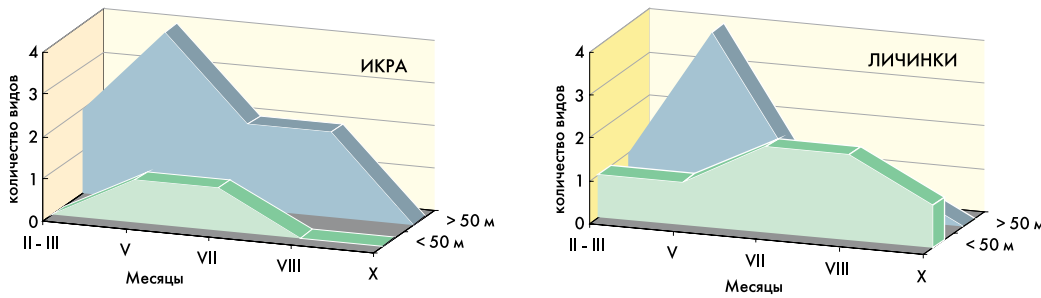 ИКРА
количество видов
4
3
2
1
0
II - III
V
VII
VIII
X
> 50 м
< 50 м
Месяцы
ЛИЧИНКИ
количество видов
4
3
2
1
0
II - III
V
VII
VIII
X
> 50 м
< 50 м
Месяцы